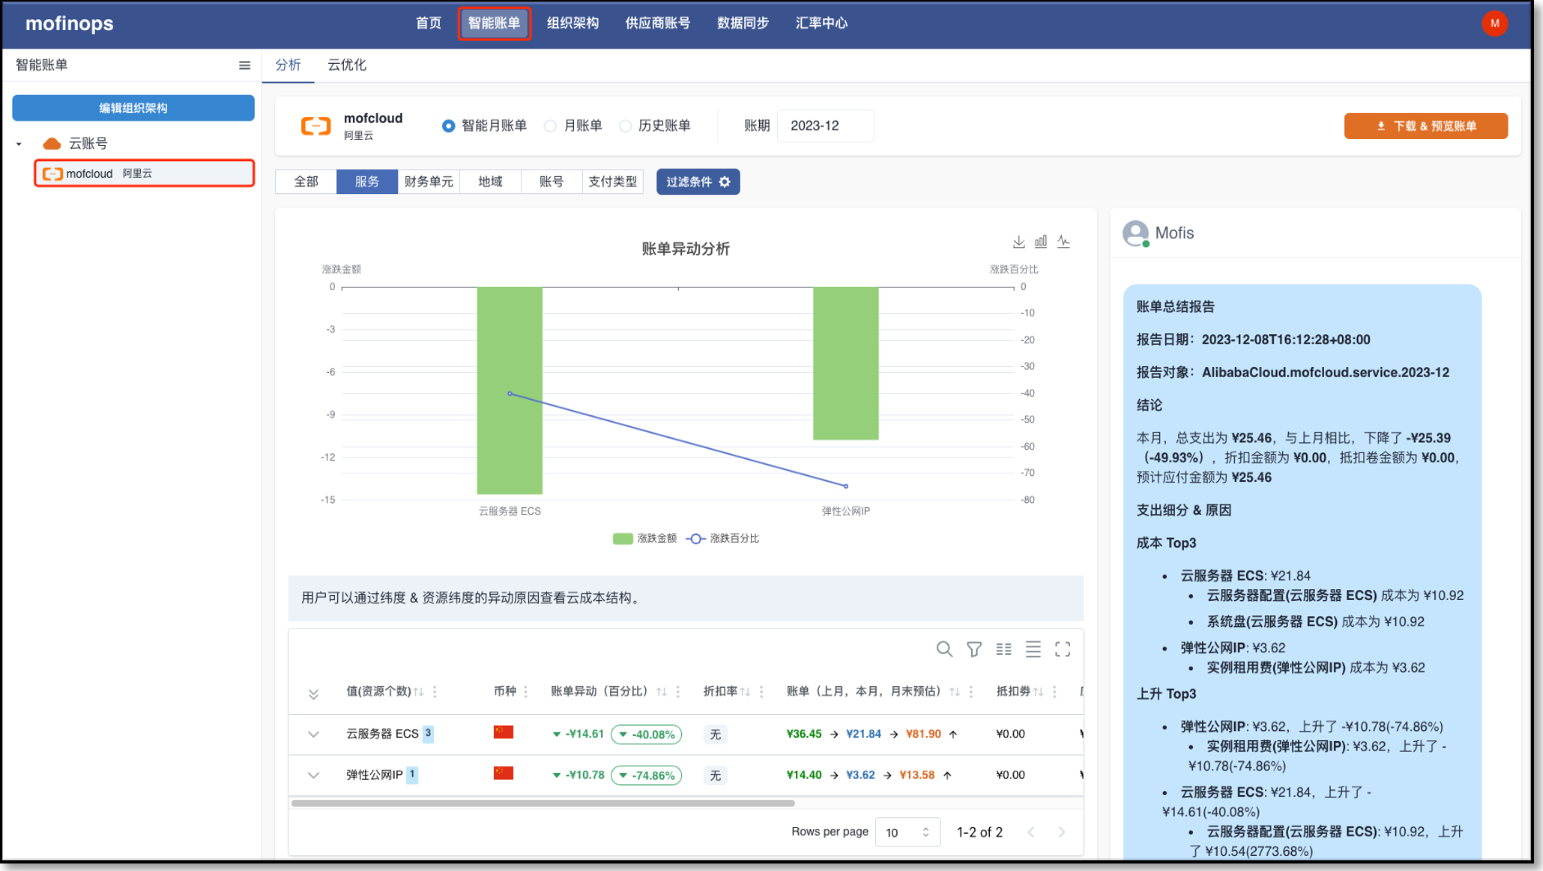 mofinops
首页 智能账单 组织架构 供应商账号 数据同步 汇率中心
M
智能账单
分析 云优化
编辑组织架构
云账号
mofcloud 阿里云
mofcloud
阿里云
智能月账单 月账单 历史账单 账期 2023-12
下载 & 预览账单
全部 服务 财务单元 地域 账号 支付类型 过滤条件
账单异动分析
涨跌金额 涨跌百分比
0
-3
-6
-9
-12
-15
0
-10
-20
-30
-40
-50
-60
-70
-80
云服务器 ECS 弹性公网IP
涨跌金额 涨跌百分比
用户可以通过纬度 & 资源纬度的异动原因查看云成本结构。
值(资源个数) 币种 账单异动（百分比） 折扣率 账单（上月，本月，月末预估） 抵扣劵
云服务器 ECS 3 -¥14.61 -40.08% 无 ¥36.45 → ¥21.84 → ¥81.90 ↑ ¥0.00
弹性公网IP 1 -¥10.78 -74.86% 无 ¥14.40 → ¥3.62 → ¥13.58 ↑ ¥0.00
Rows per page 10 1-2 of 2
Mofis
账单总结报告
报告日期：2023-12-08T16:12:28+08:00
报告对象：AlibabaCloud.mofcloud.service.2023-12
结论
本月，总支出为 ¥25.46，与上月相比，下降了 -¥25.39
（-49.93%），折扣金额为 ¥0.00，抵扣卷金额为 ¥0.00，
预计应付金额为 ¥25.46
支出细分 & 原因
成本 Top3
• 云服务器 ECS: ¥21.84
• 云服务器配置(云服务器 ECS) 成本为 ¥10.92
• 系统盘(云服务器 ECS) 成本为 ¥10.92
• 弹性公网IP: ¥3.62
• 实例租用费(弹性公网IP) 成本为 ¥3.62
上升 Top3
• 弹性公网IP: ¥3.62，上升了 -¥10.78(-74.86%)
• 实例租用费(弹性公网IP): ¥3.62，上升了 -
¥10.78(-74.86%)
• 云服务器 ECS: ¥21.84，上升了 -
¥14.61(-40.08%)
• 云服务器配置(云服务器 ECS): ¥10.92，上升
了 ¥10.54(2773.68%)